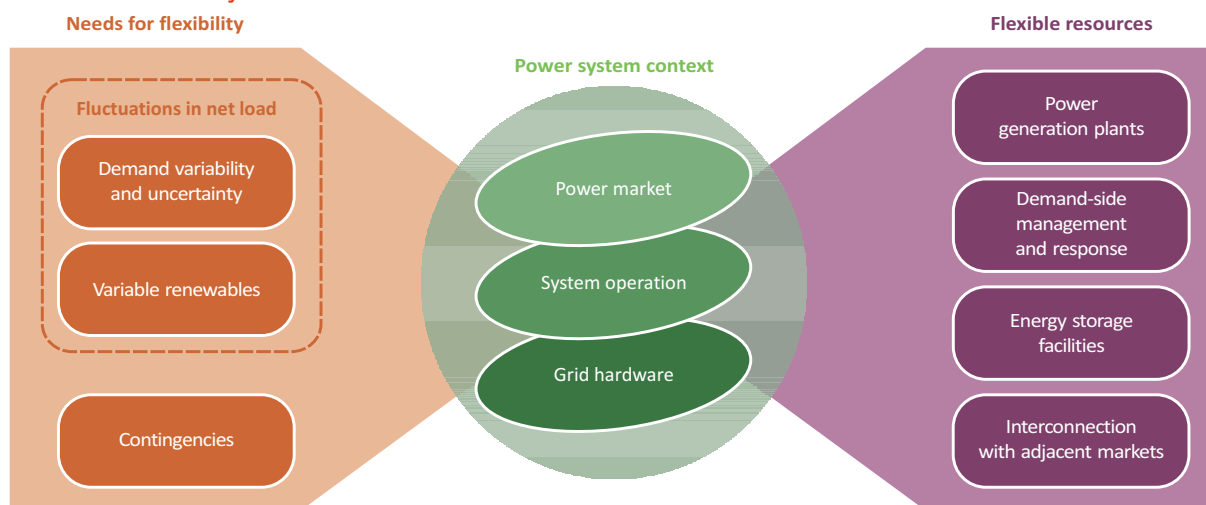 Needs for flexibility
Fluctuations in net load
Demand variability
and uncertainty
Variable renewables
Contingencies
Power system context
Power market
System operation
Grid hardware
Flexible resources
Power
generation plants
Demand-side
management
and response
Energy storage
facilities
Interconnection
with adjacent markets